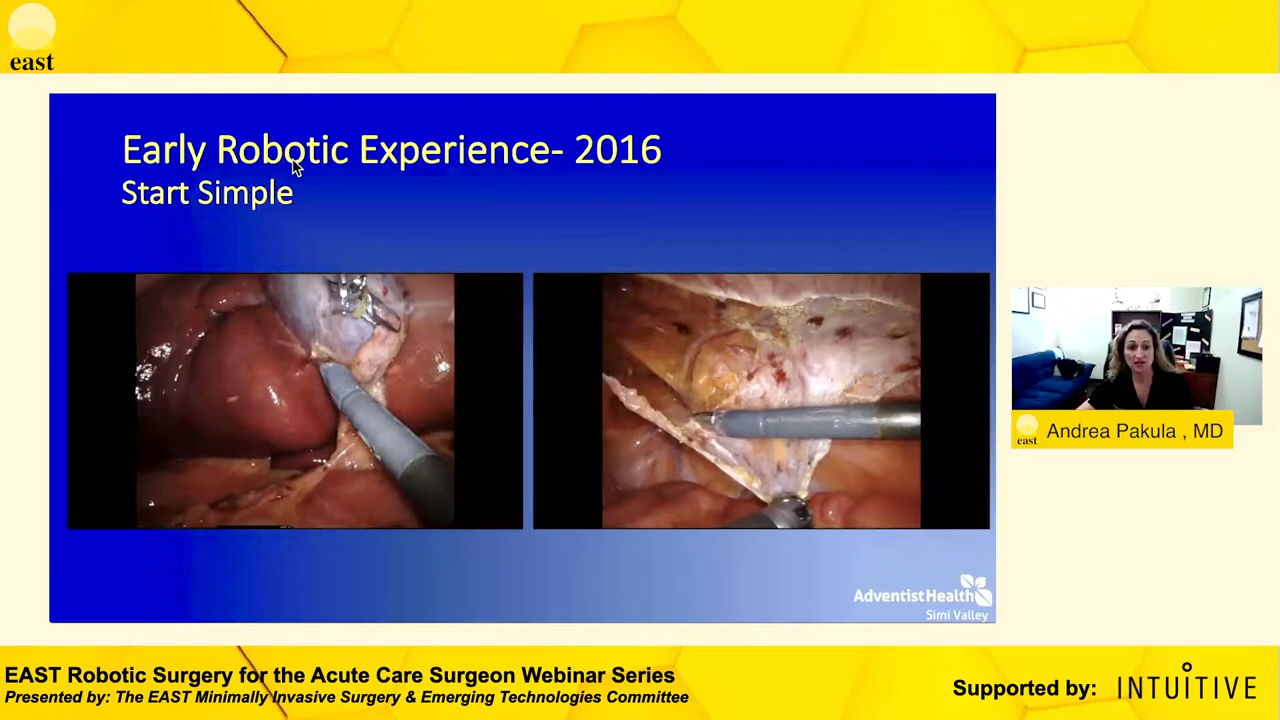 east
Early Robotic Experience- 2016
Start Simple
AdventistHealth
Simi Valley
east
Andrea Pakula , MD
EAST Robotic Surgery for the Acute Care Surgeon Webinar Series
Presented by: The EAST Minimally Invasive Surgery & Emerging Technologies Committee
Supported by:
INTUITIVE